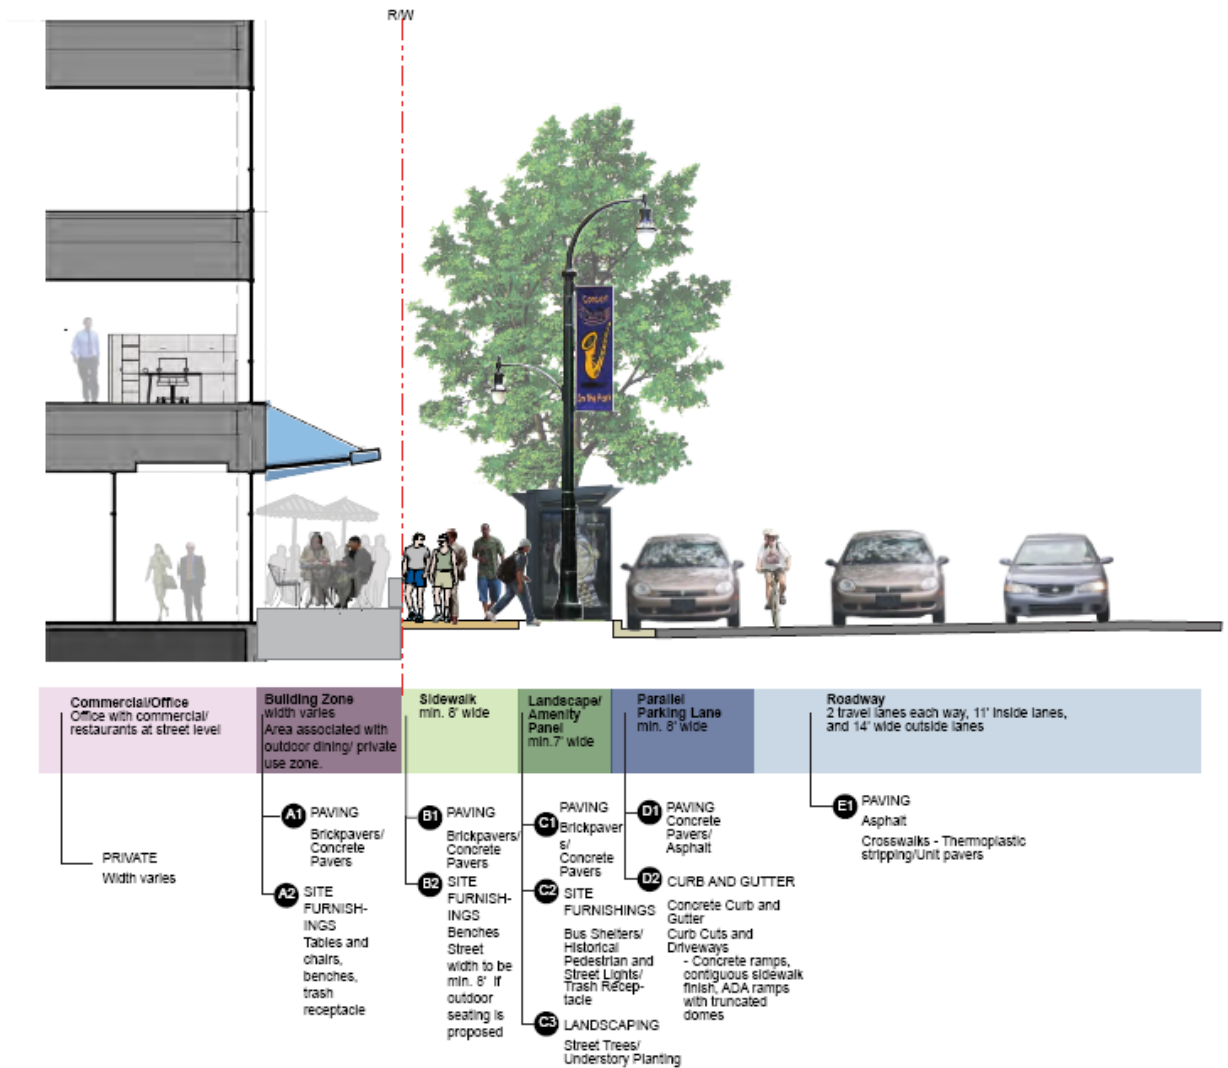 R/W
Concert
In the Park
Commercial/Office
Office with commercial/
restaurants at street level
Building Zone
width varies
Area associated with
outdoor dining/ private
use zone.
Sidewalk
min. 8' wide
Landscape/
Amenity
Panel
min.7' wide
Parallel
Parking Lane
min. 8' wide
Roadway
2 travel lanes each way, 11' inside lanes,
and 14' wide outside lanes
PRIVATE
Width varies
A1 PAVING
Brickpavers/
Concrete
Pavers
A2 SITE
FURNISH-
INGS
Tables and
chairs,
benches,
trash
receptacle
B1 PAVING
Brickpavers/
Concrete
Pavers
B2 SITE
FURNISH-
INGS
Benches
Street
width to be
min. 8' if
outdoor
seating is
proposed
C1 PAVING
Brickpaver
s/
Concrete
Pavers
C2 SITE
FURNISHINGS
Bus Shelters/
Historical
Pedestrian and
Street Lights/
Trash Recep-
tacle
C3 LANDSCAPING
Street Trees/
Understory Planting
D1 PAVING
Concrete
Pavers/
Asphalt
D2 CURB AND GUTTER
Concrete Curb and
Gutter
Curb Cuts and
Driveways
- Concrete ramps,
contiguous sidewalk
finish, ADA ramps
with truncated
domes
E1 PAVING
Asphalt
Crosswalks - Thermoplastic
stripping/Unit pavers